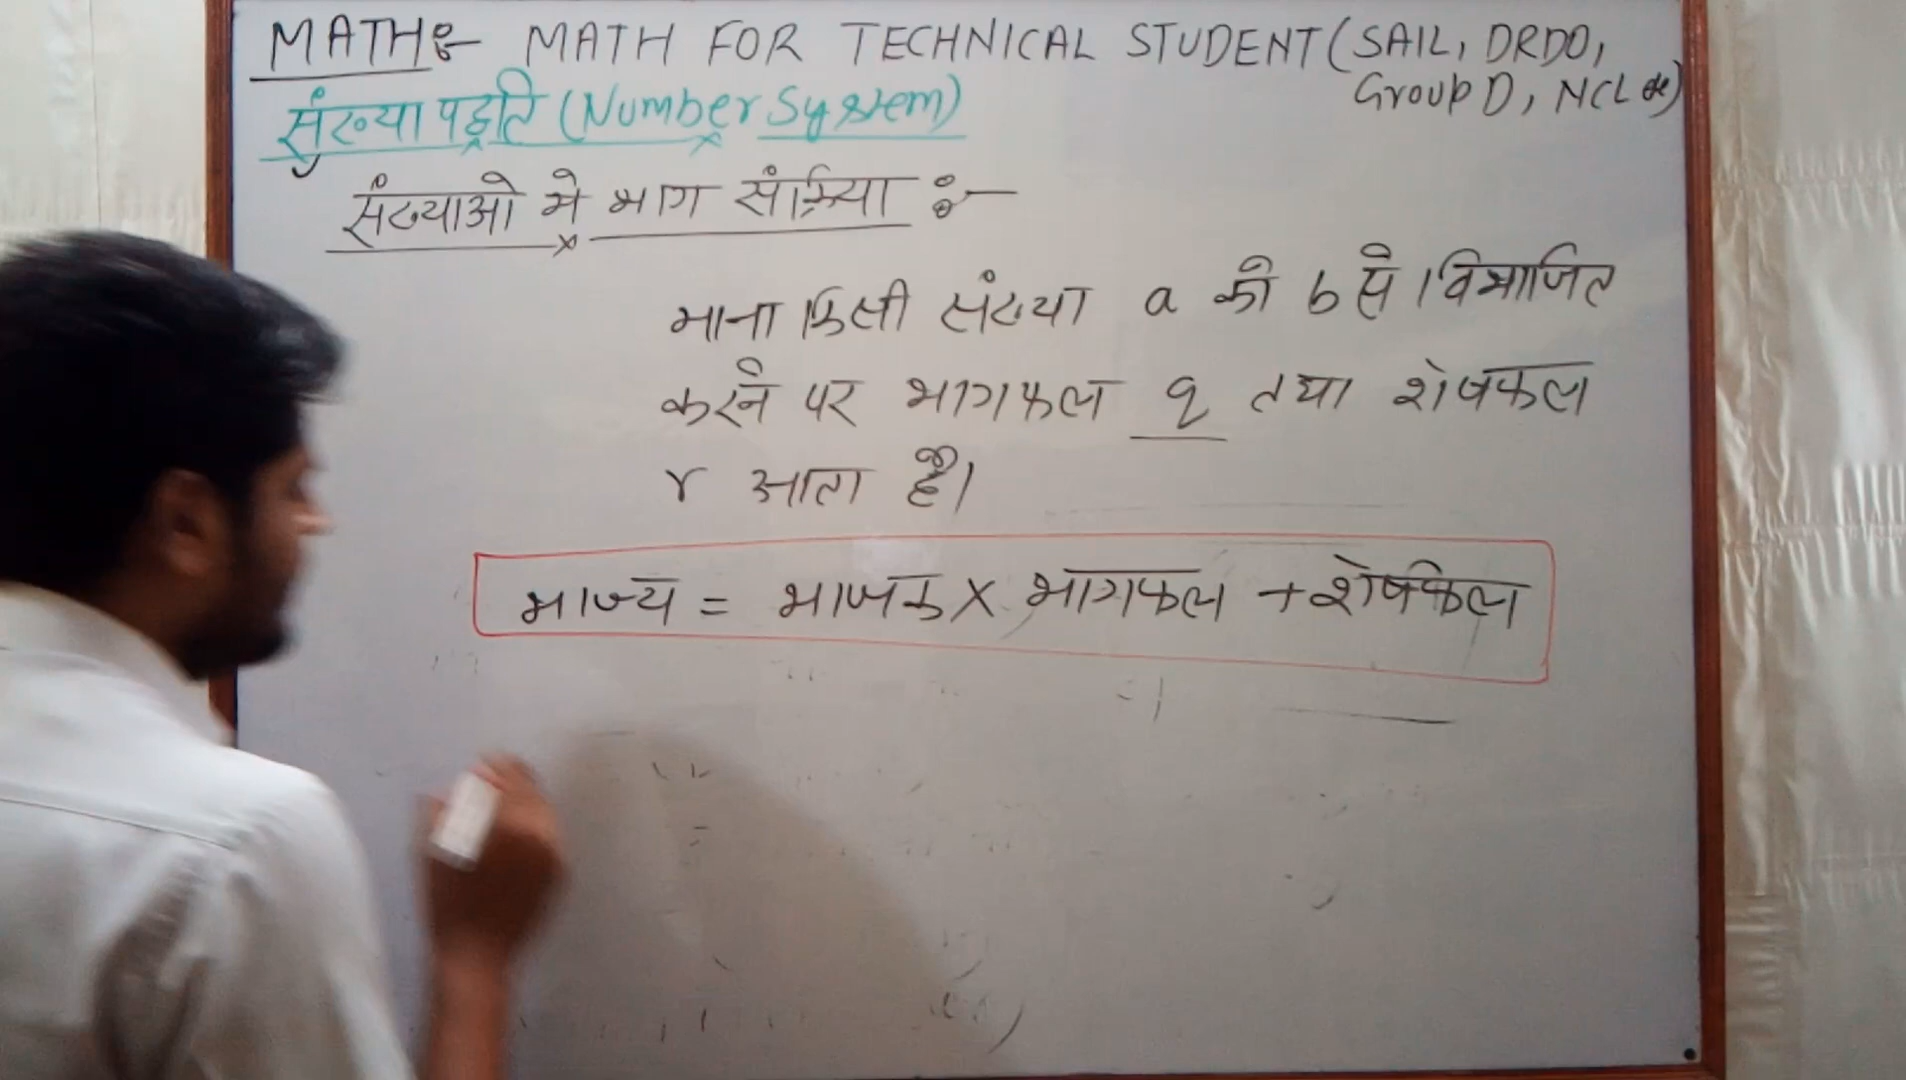 MATH:- MATH FOR TECHNICAL STUDENT (SAIL, DRDO,
Group D, NCL etc)
संख्या पद्धति (Number System)
संख्याओ मे भाग संक्रिया :-
माना किसी संख्या a को b से विभाजित
करने पर भागफल q तथा शेषफल
r आता है।
भाज्य = भाजक X भागफल + शेषफल